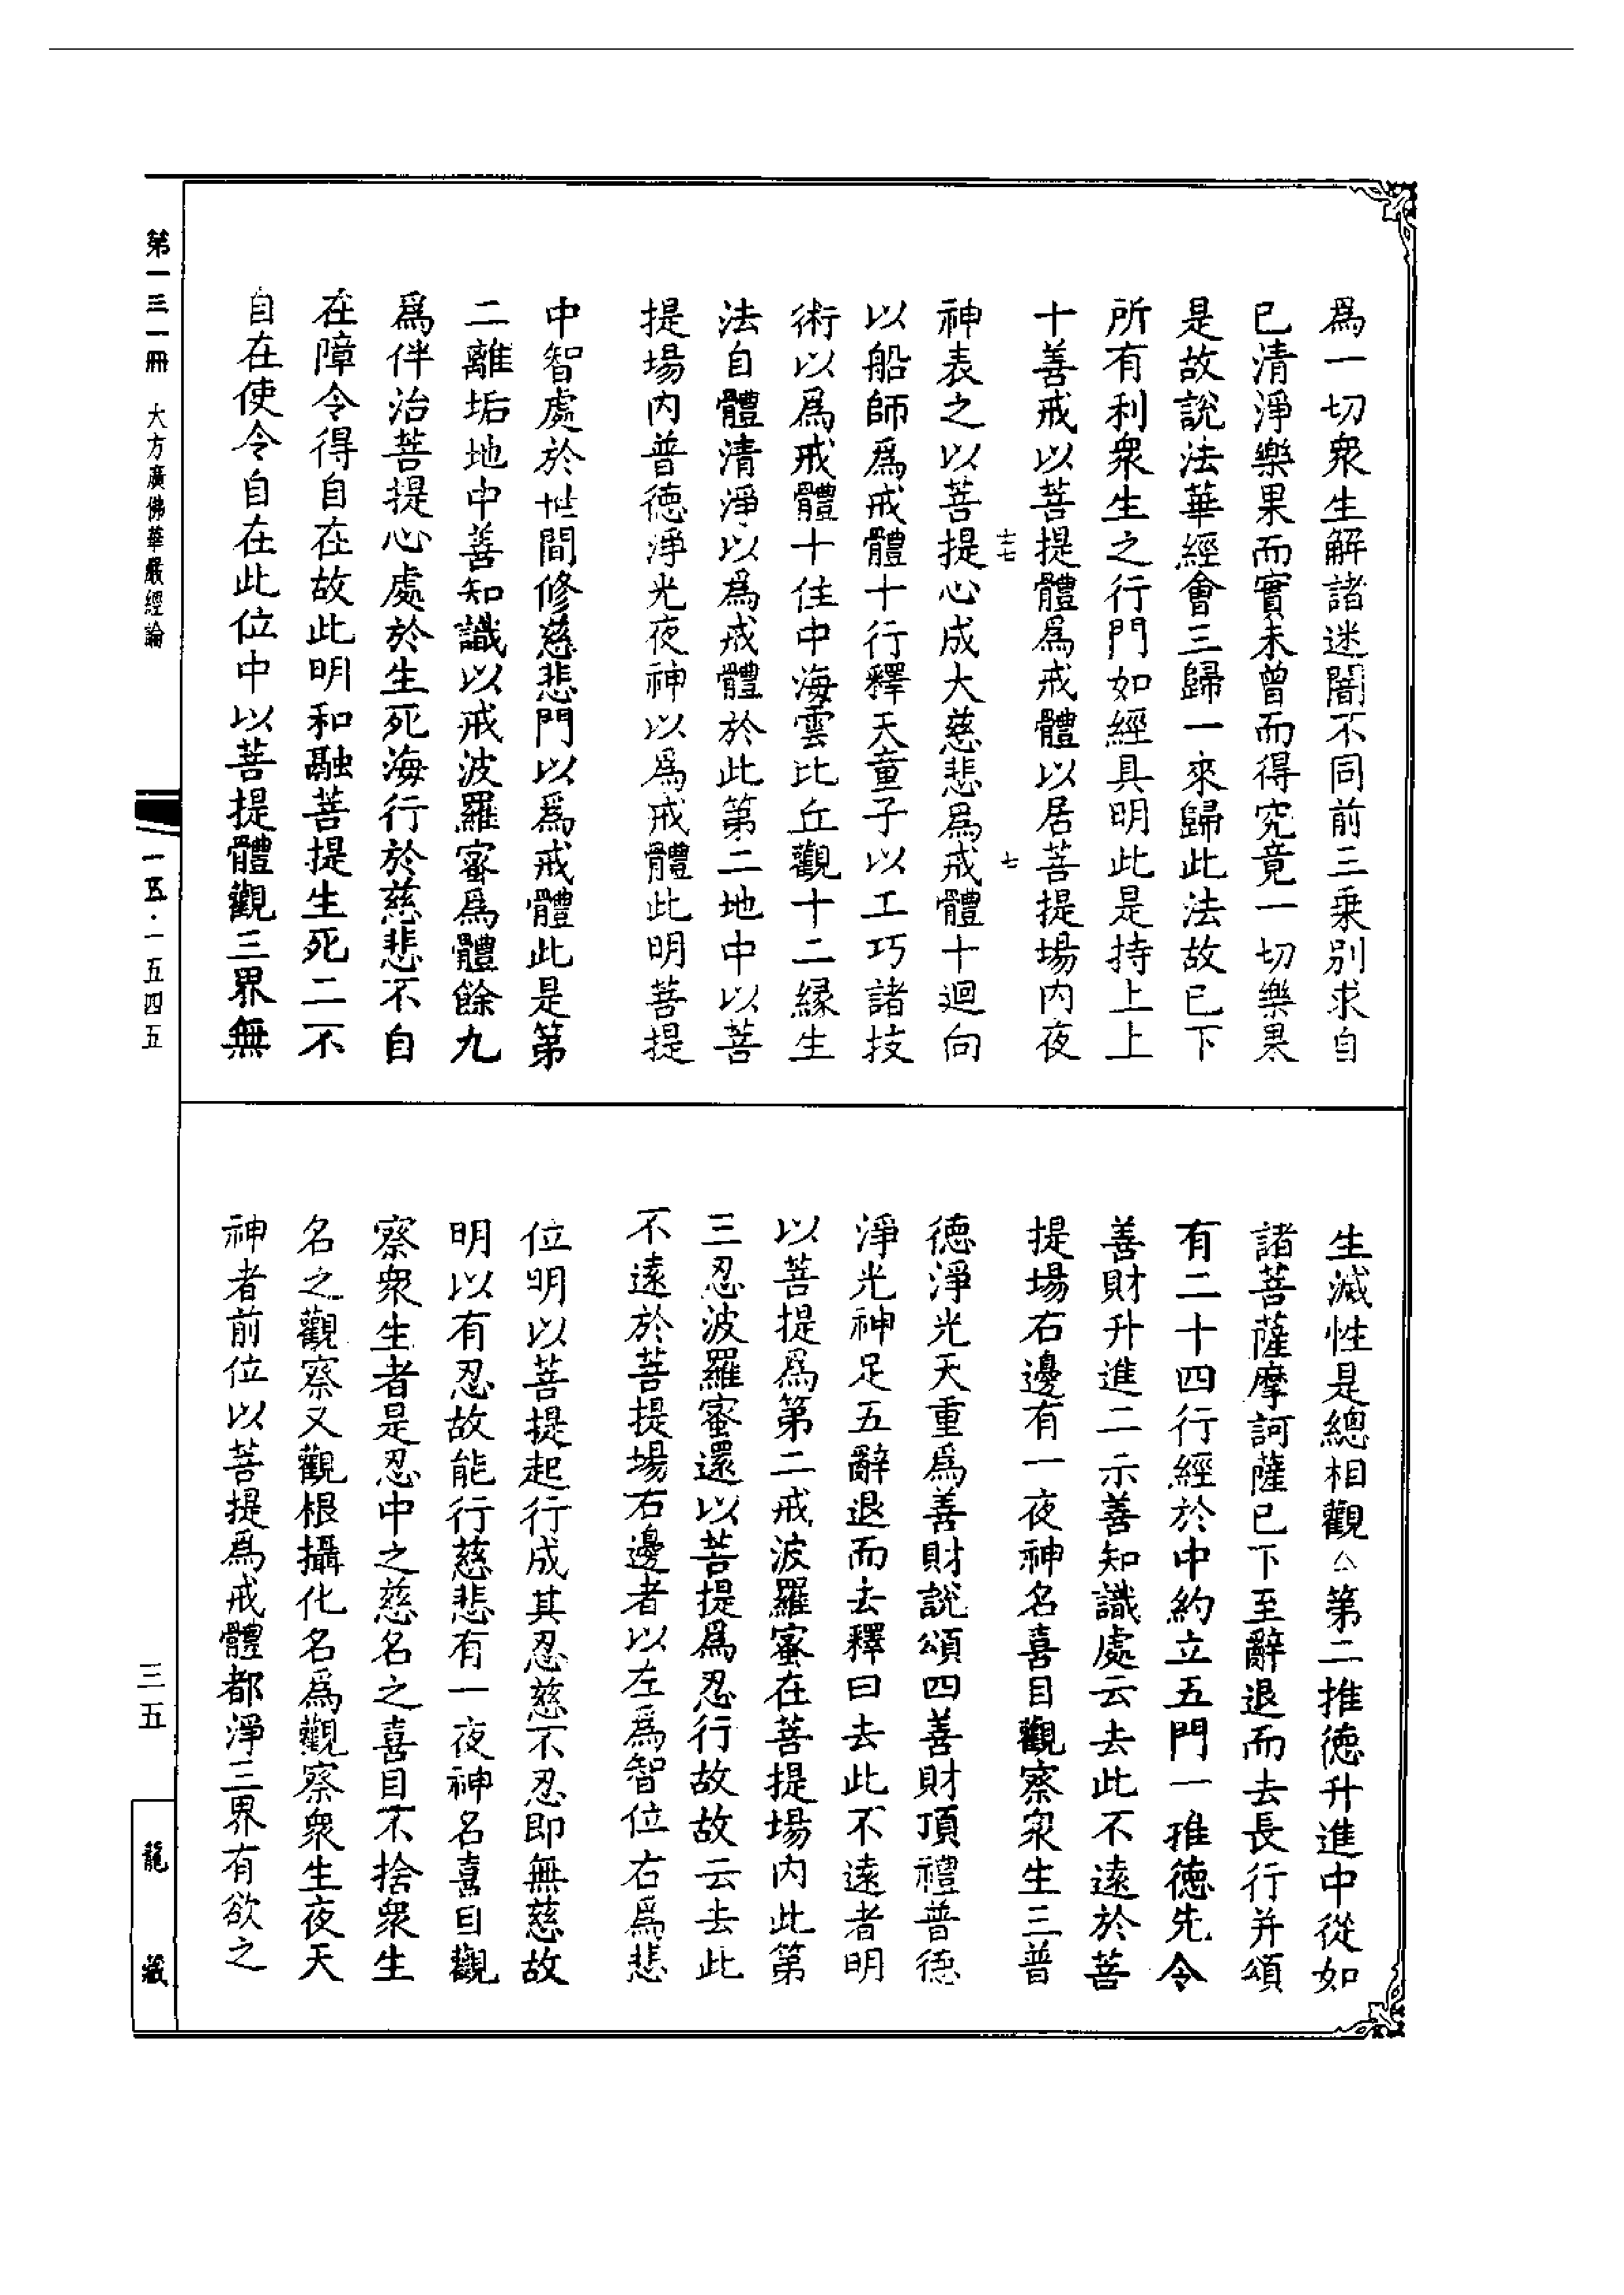 爲一切衆生解諸迷闇不同前三乘別求自
已清淨樂果而實未曾而得究竟一切樂果
是故說法華經會三歸一來歸此法故已下
所有利衆生之行門如經具明此是持上上
十善戒以菩提體爲戒體以居菩提場内夜
七
神表之以菩提心成大慈悲爲戒體十迴向
以船師爲戒體十行釋天童子以工巧諸技
術以爲戒體十住中海雲比丘觀十二緣生
法自體清淨以爲戒體於此第二地中以菩
提場内普德淨光夜神以爲戒體此明菩提
中智處於世間修慈悲門以爲戒體此是第
二離垢地中善知識以戒波羅蜜爲體餘九
爲伴治菩提心處於生死海行於慈悲不自
在障令得自在故此明和融菩提生死二不
自在使令自在此位中以菩提體觀三界無
生滅性是總相觀△第二推德升進中從如
諸菩薩摩訶薩已下至辭退而去長行并頌
有二十四行經於中約立五門一推德先令
善財升進二示善知識處云去此不遠於菩
提場右邊有一夜神名喜目觀察衆生三普
德淨光天重爲善財説頌四善財頂禮普德
淨光神足五辭退而去釋曰去此不遠者明
以菩提爲第二戒波羅蜜在菩提場内此第
三忍波羅蜜還以菩提爲忍行故故云去此
不遠於菩提場右邊者以左爲智位右爲悲
位明以菩提起行成其忍慈不忍即無慈故
明以有忍故能行慈悲有一夜神名喜目觀
察衆生者是忍中之慈名之喜目不捨衆生
名之觀察又觀根攝化名爲觀察衆生夜天
神者前位以菩提爲戒體都淨三界有欲之
第一三一冊 大方廣佛華嚴經論
一五·一五四五
三五
龍藏